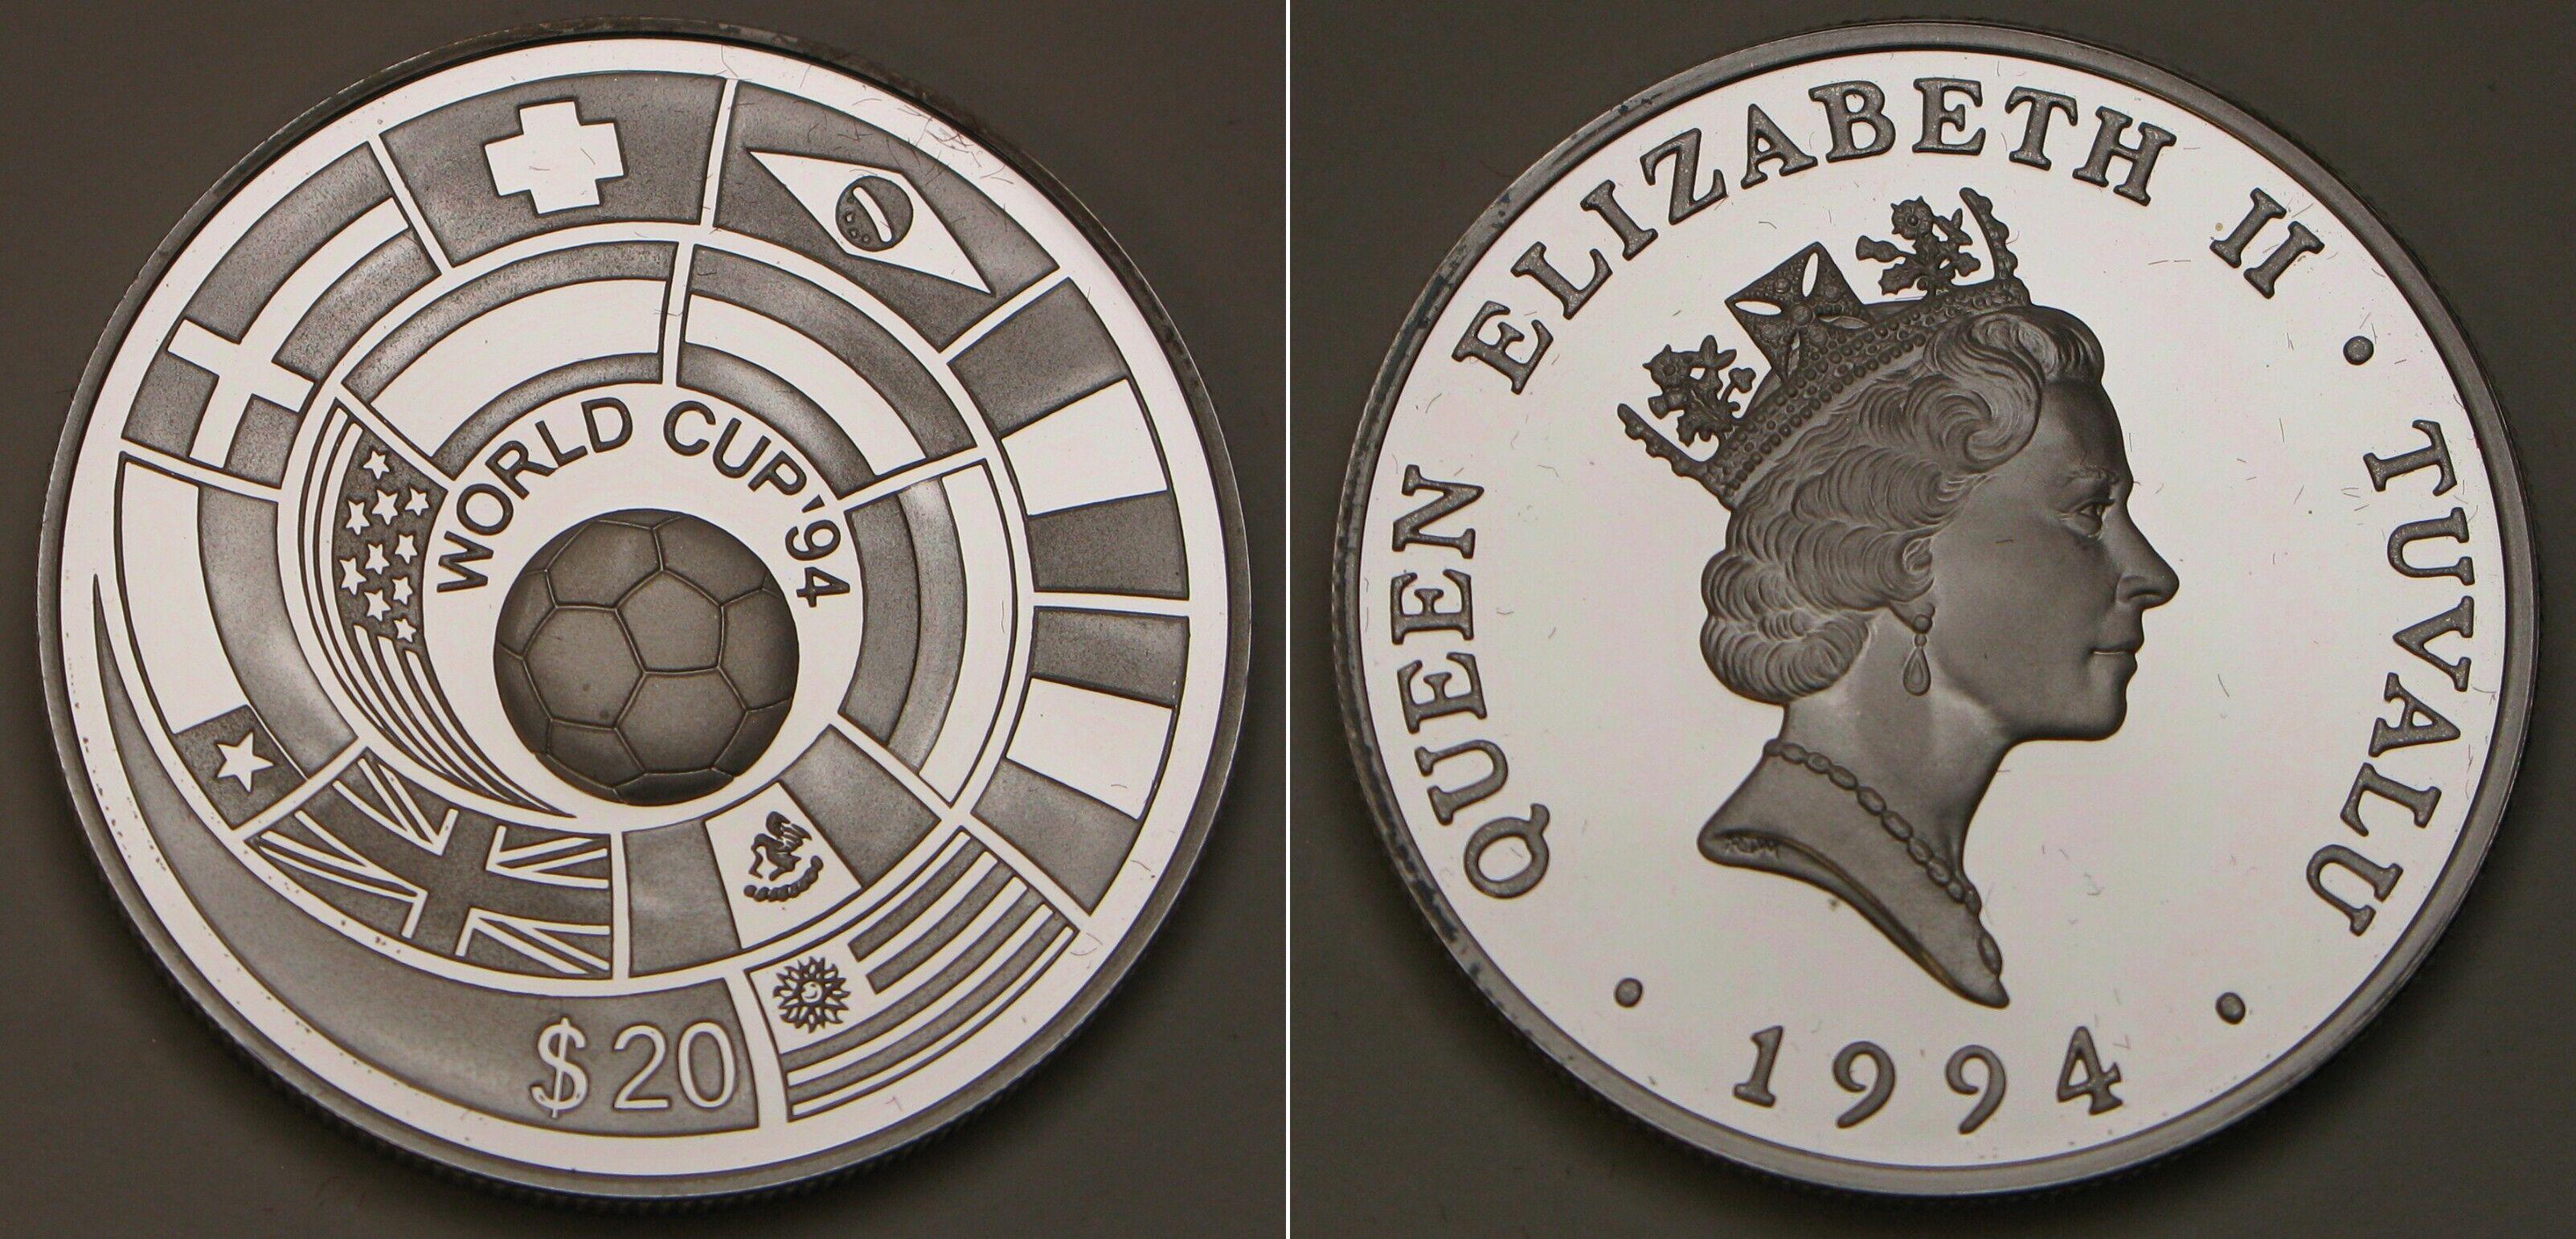 WORLD CUP'94
$20
QUEEN ELIZABETH II · TUVALU
· 1994 ·